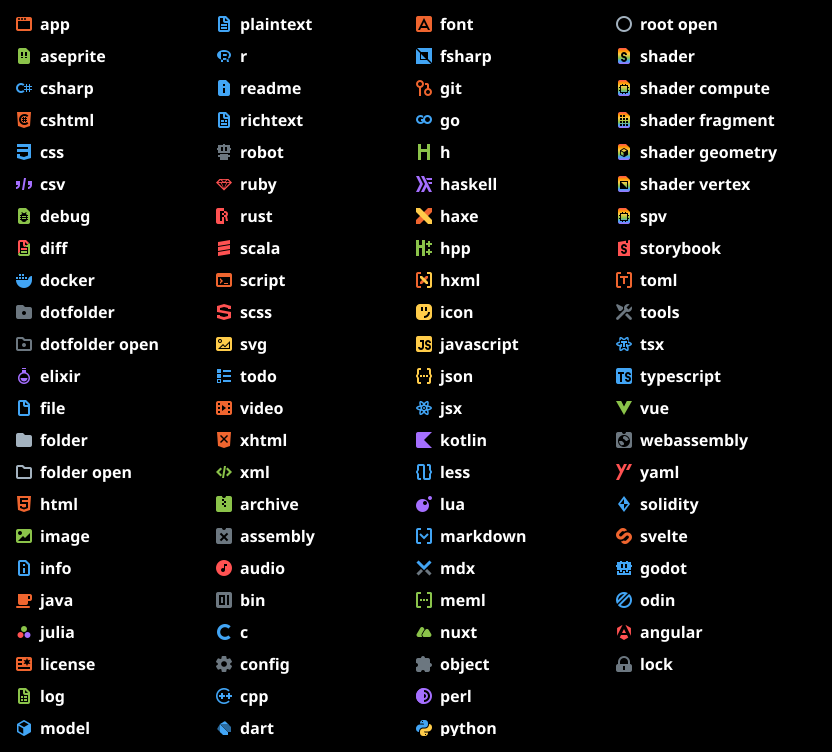 app
aseprite
csharp
cshtml
css
csv
debug
diff
docker
dotfolder
dotfolder open
elixir
file
folder
folder open
html
image
info
java
julia
license
log
model
plaintext
r
readme
richtext
robot
ruby
rust
scala
script
scss
svg
todo
video
xhtml
xml
archive
assembly
audio
bin
c
config
cpp
dart
font
fsharp
git
go
h
haskell
haxe
hpp
hxml
icon
javascript
json
jsx
kotlin
less
lua
markdown
mdx
meml
nuxt
object
perl
python
root open
shader
shader compute
shader fragment
shader geometry
shader vertex
spv
storybook
toml
tools
tsx
typescript
vue
webassembly
yaml
solidity
svelte
godot
odin
angular
lock